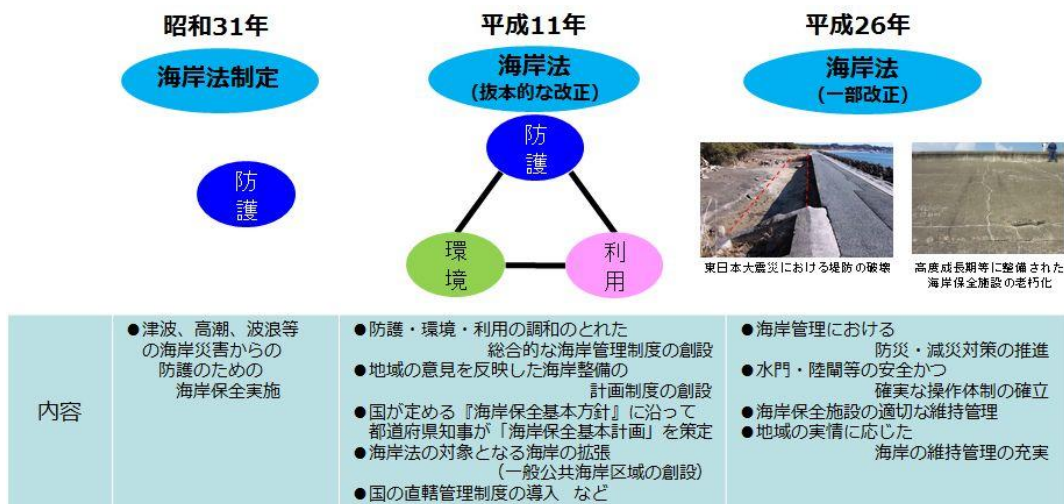 昭和31年
海岸法制定
防
護
平成11年
海岸法
(抜本的な改正)
防
護
環
境
利
用
平成26年
海岸法
(一部改正)
東日本大震災における堤防の破壊
高度成長期等に整備された
海岸保全施設の老朽化
内容
●津波、高潮、波浪等
の海岸災害からの
防護のための
海岸保全実施
●防護・環境・利用の調和のとれた
総合的な海岸管理制度の創設
●地域の意見を反映した海岸整備の
計画制度の創設
●国が定める『海岸保全基本方針』に沿って
都道府県知事が「海岸保全基本計画」を策定
●海岸法の対象となる海岸の拡張
(一般公共海岸区域の創設)
●国の直轄管理制度の導入 など
●海岸管理における
防災・減災対策の推進
●水門・陸閘等の安全かつ
確実な操作体制の確立
●海岸保全施設の適切な維持管理
●地域の実情に応じた
海岸の維持管理の充実